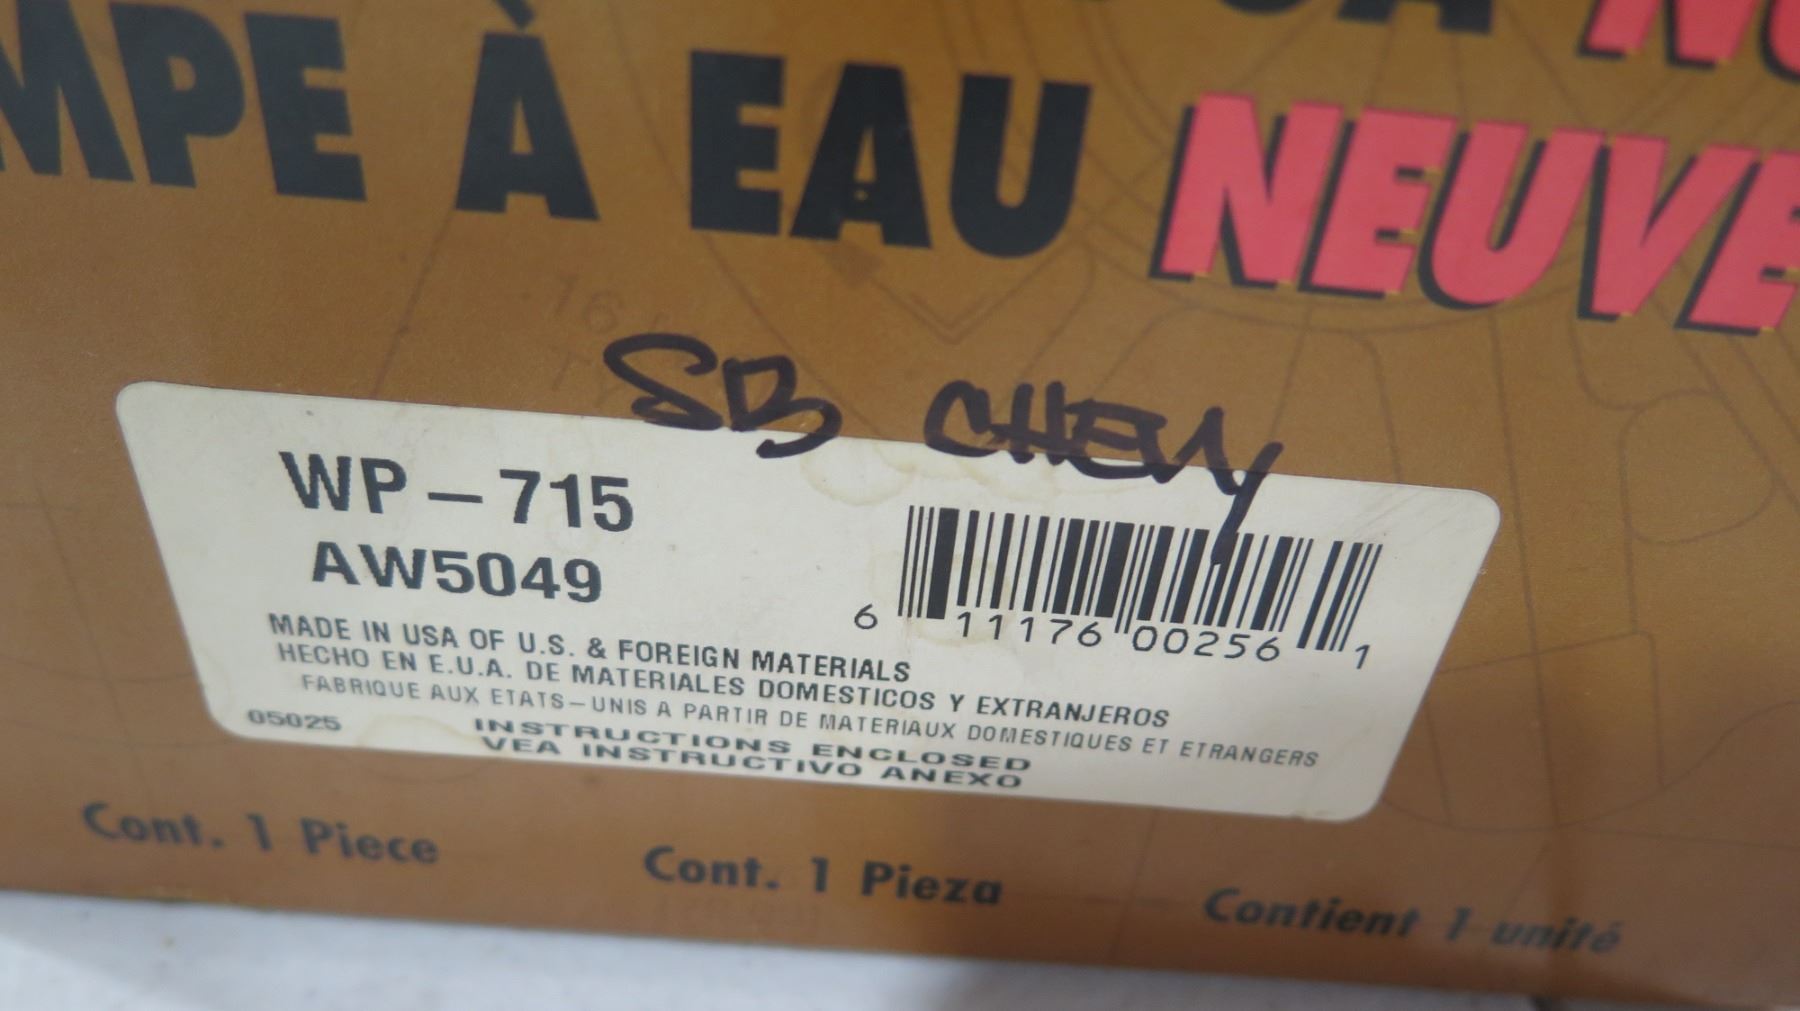 MPE À EAU NEUVE
SB CHEVY
WP-715
AW5049
6 11176 00256 1
MADE IN USA OF U.S. & FOREIGN MATERIALS
HECHO EN E.U.A. DE MATERIALES DOMESTICOS Y EXTRANJEROS
FABRIQUE AUX ETATS-UNIS A PARTIR DE MATERIAUX DOMESTIQUES ET ETRANGERS
05025
INSTRUCTIONS ENCLOSED
VEA INSTRUCTIVO ANEXO
Cont. 1 Piece
Cont. 1 Pieza
Contient 1 unité